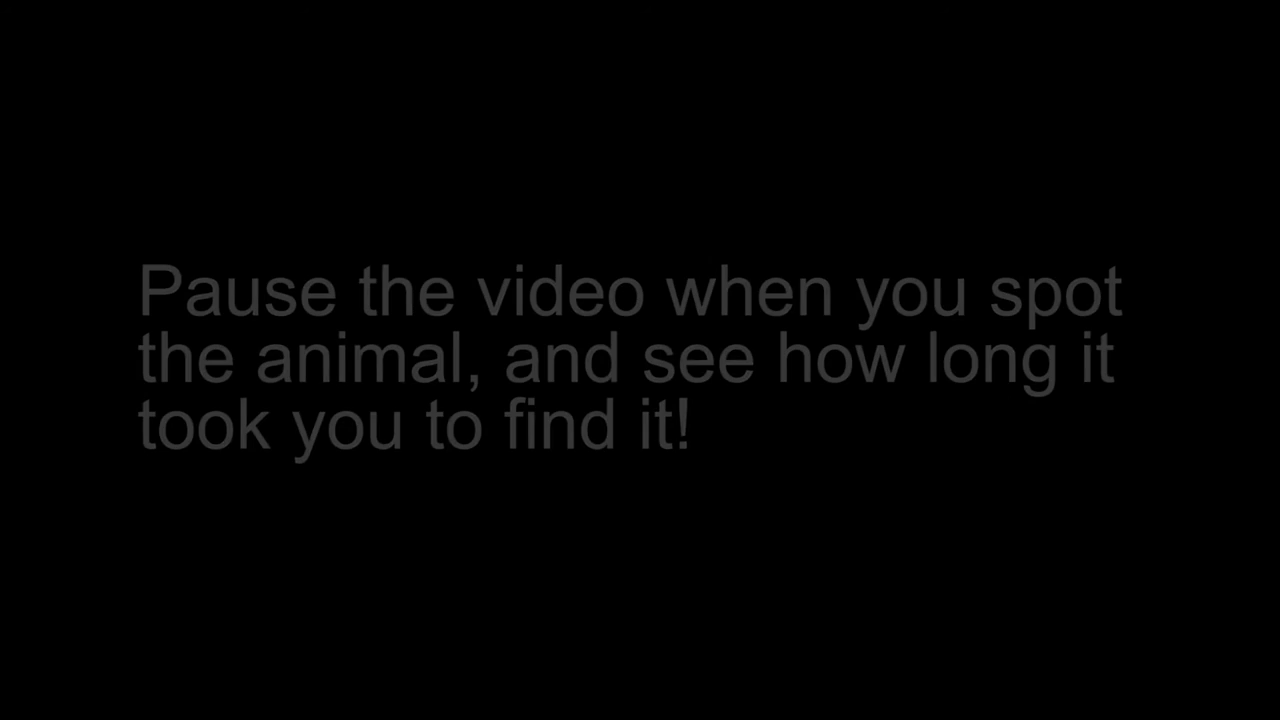 Pause the video when you spot
the animal, and see how long it
took you to find it!